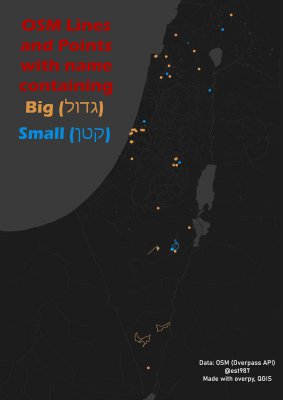 OSM Lines
and Points
with name
containing
Big (גדול)
Small (קטן)
Data: OSM (Overpass API)
@est987
Made with overpy, QGIS